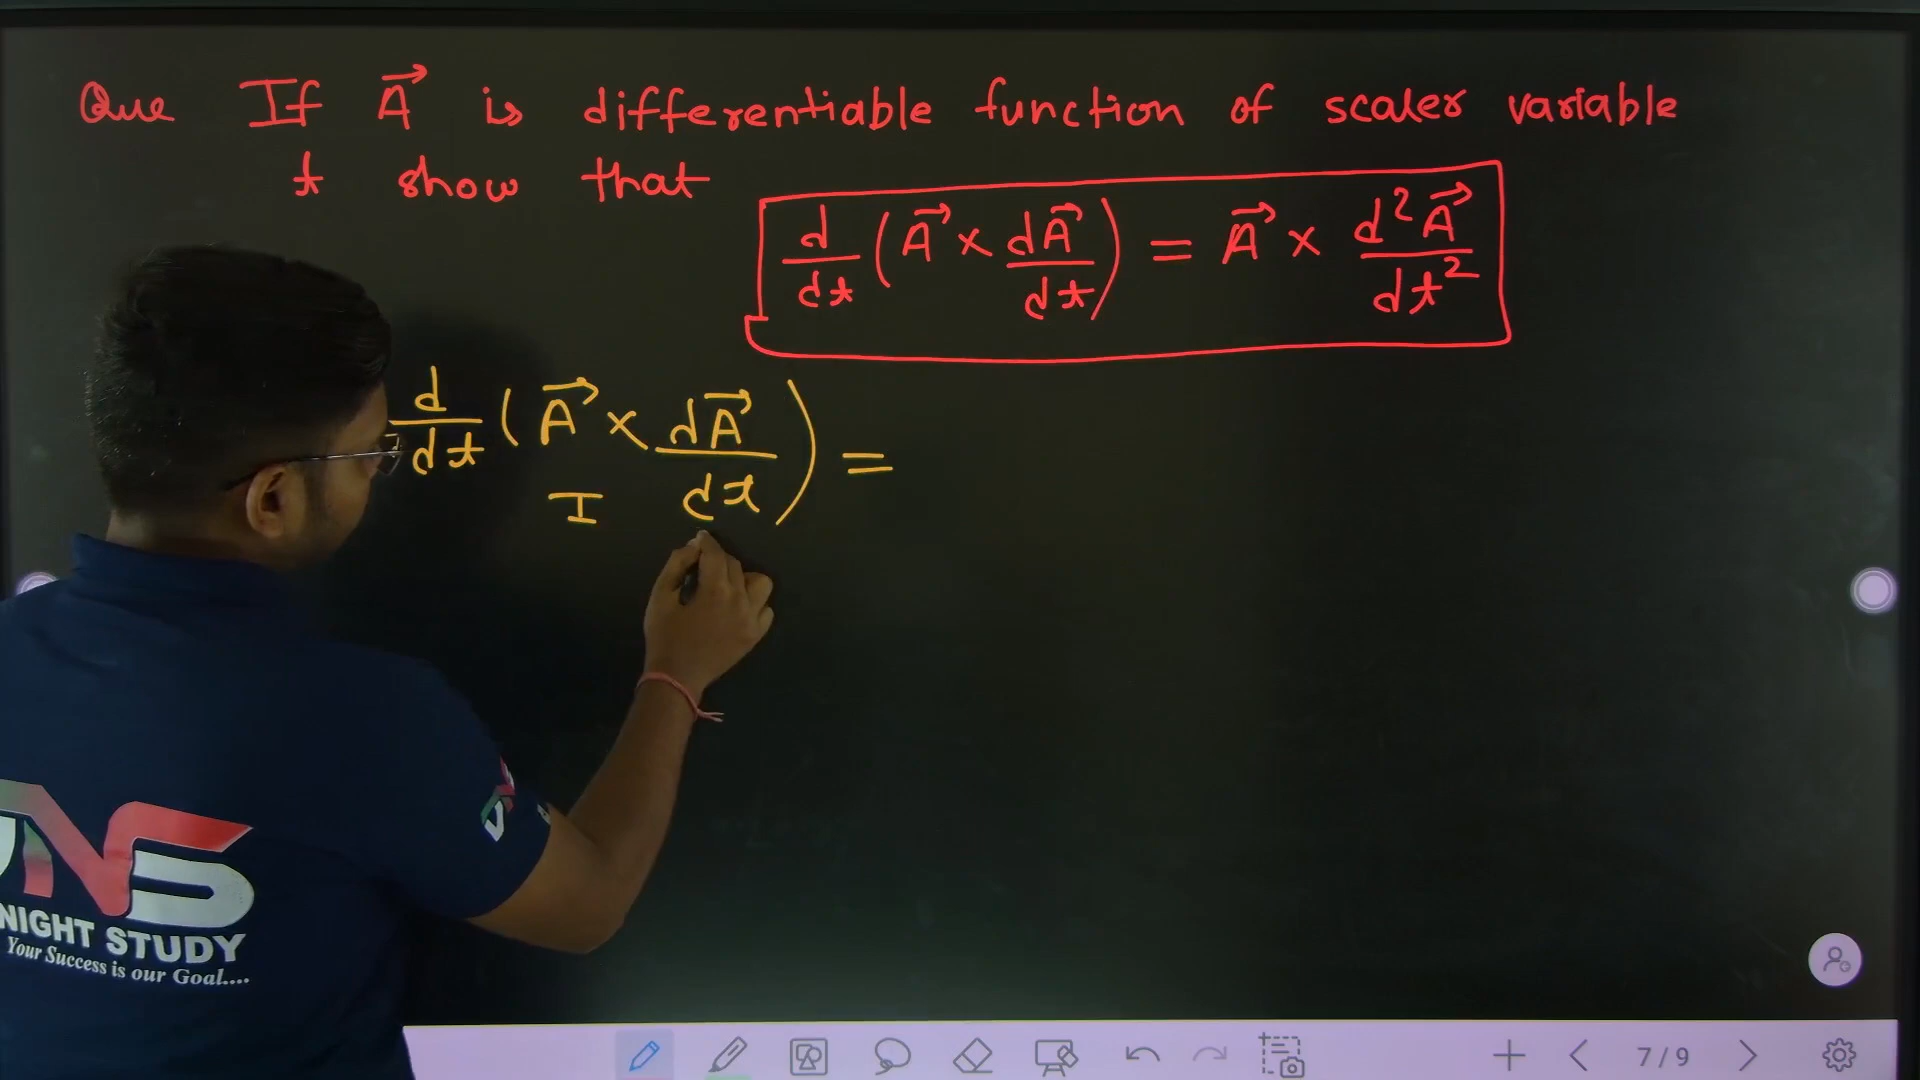 Que If A⃗ is differentiable function of scaler variable
t show that
d/dt (A⃗ × dA⃗/dt) = A⃗ × d²A⃗/dt²
d/dt (A⃗ × dA⃗/dt) =
I
NIGHT STUDY
Your Success is our Goal....
7 / 9